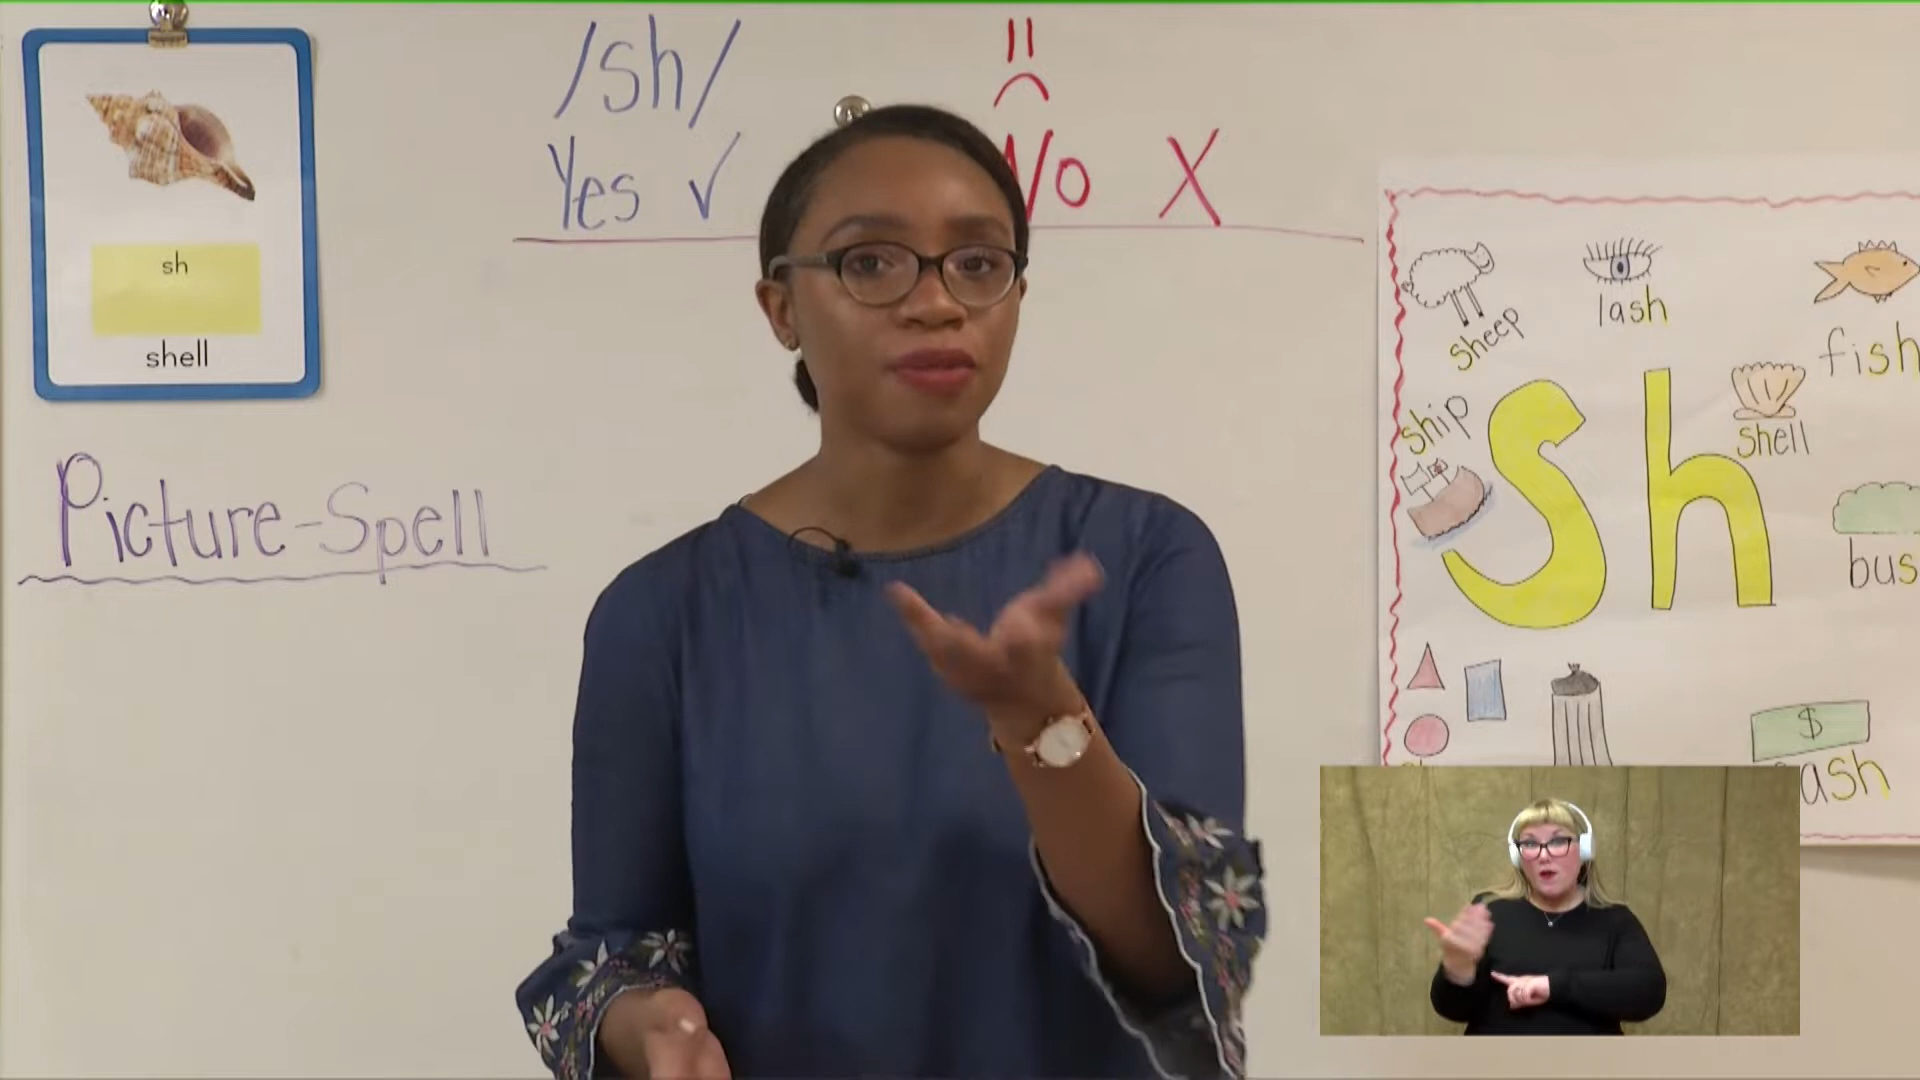 sh
shell
/sh/
Yes ✓
No X
Picture-Spell
sheep
lash
fish
ship
sh
shell
bus
$
ash